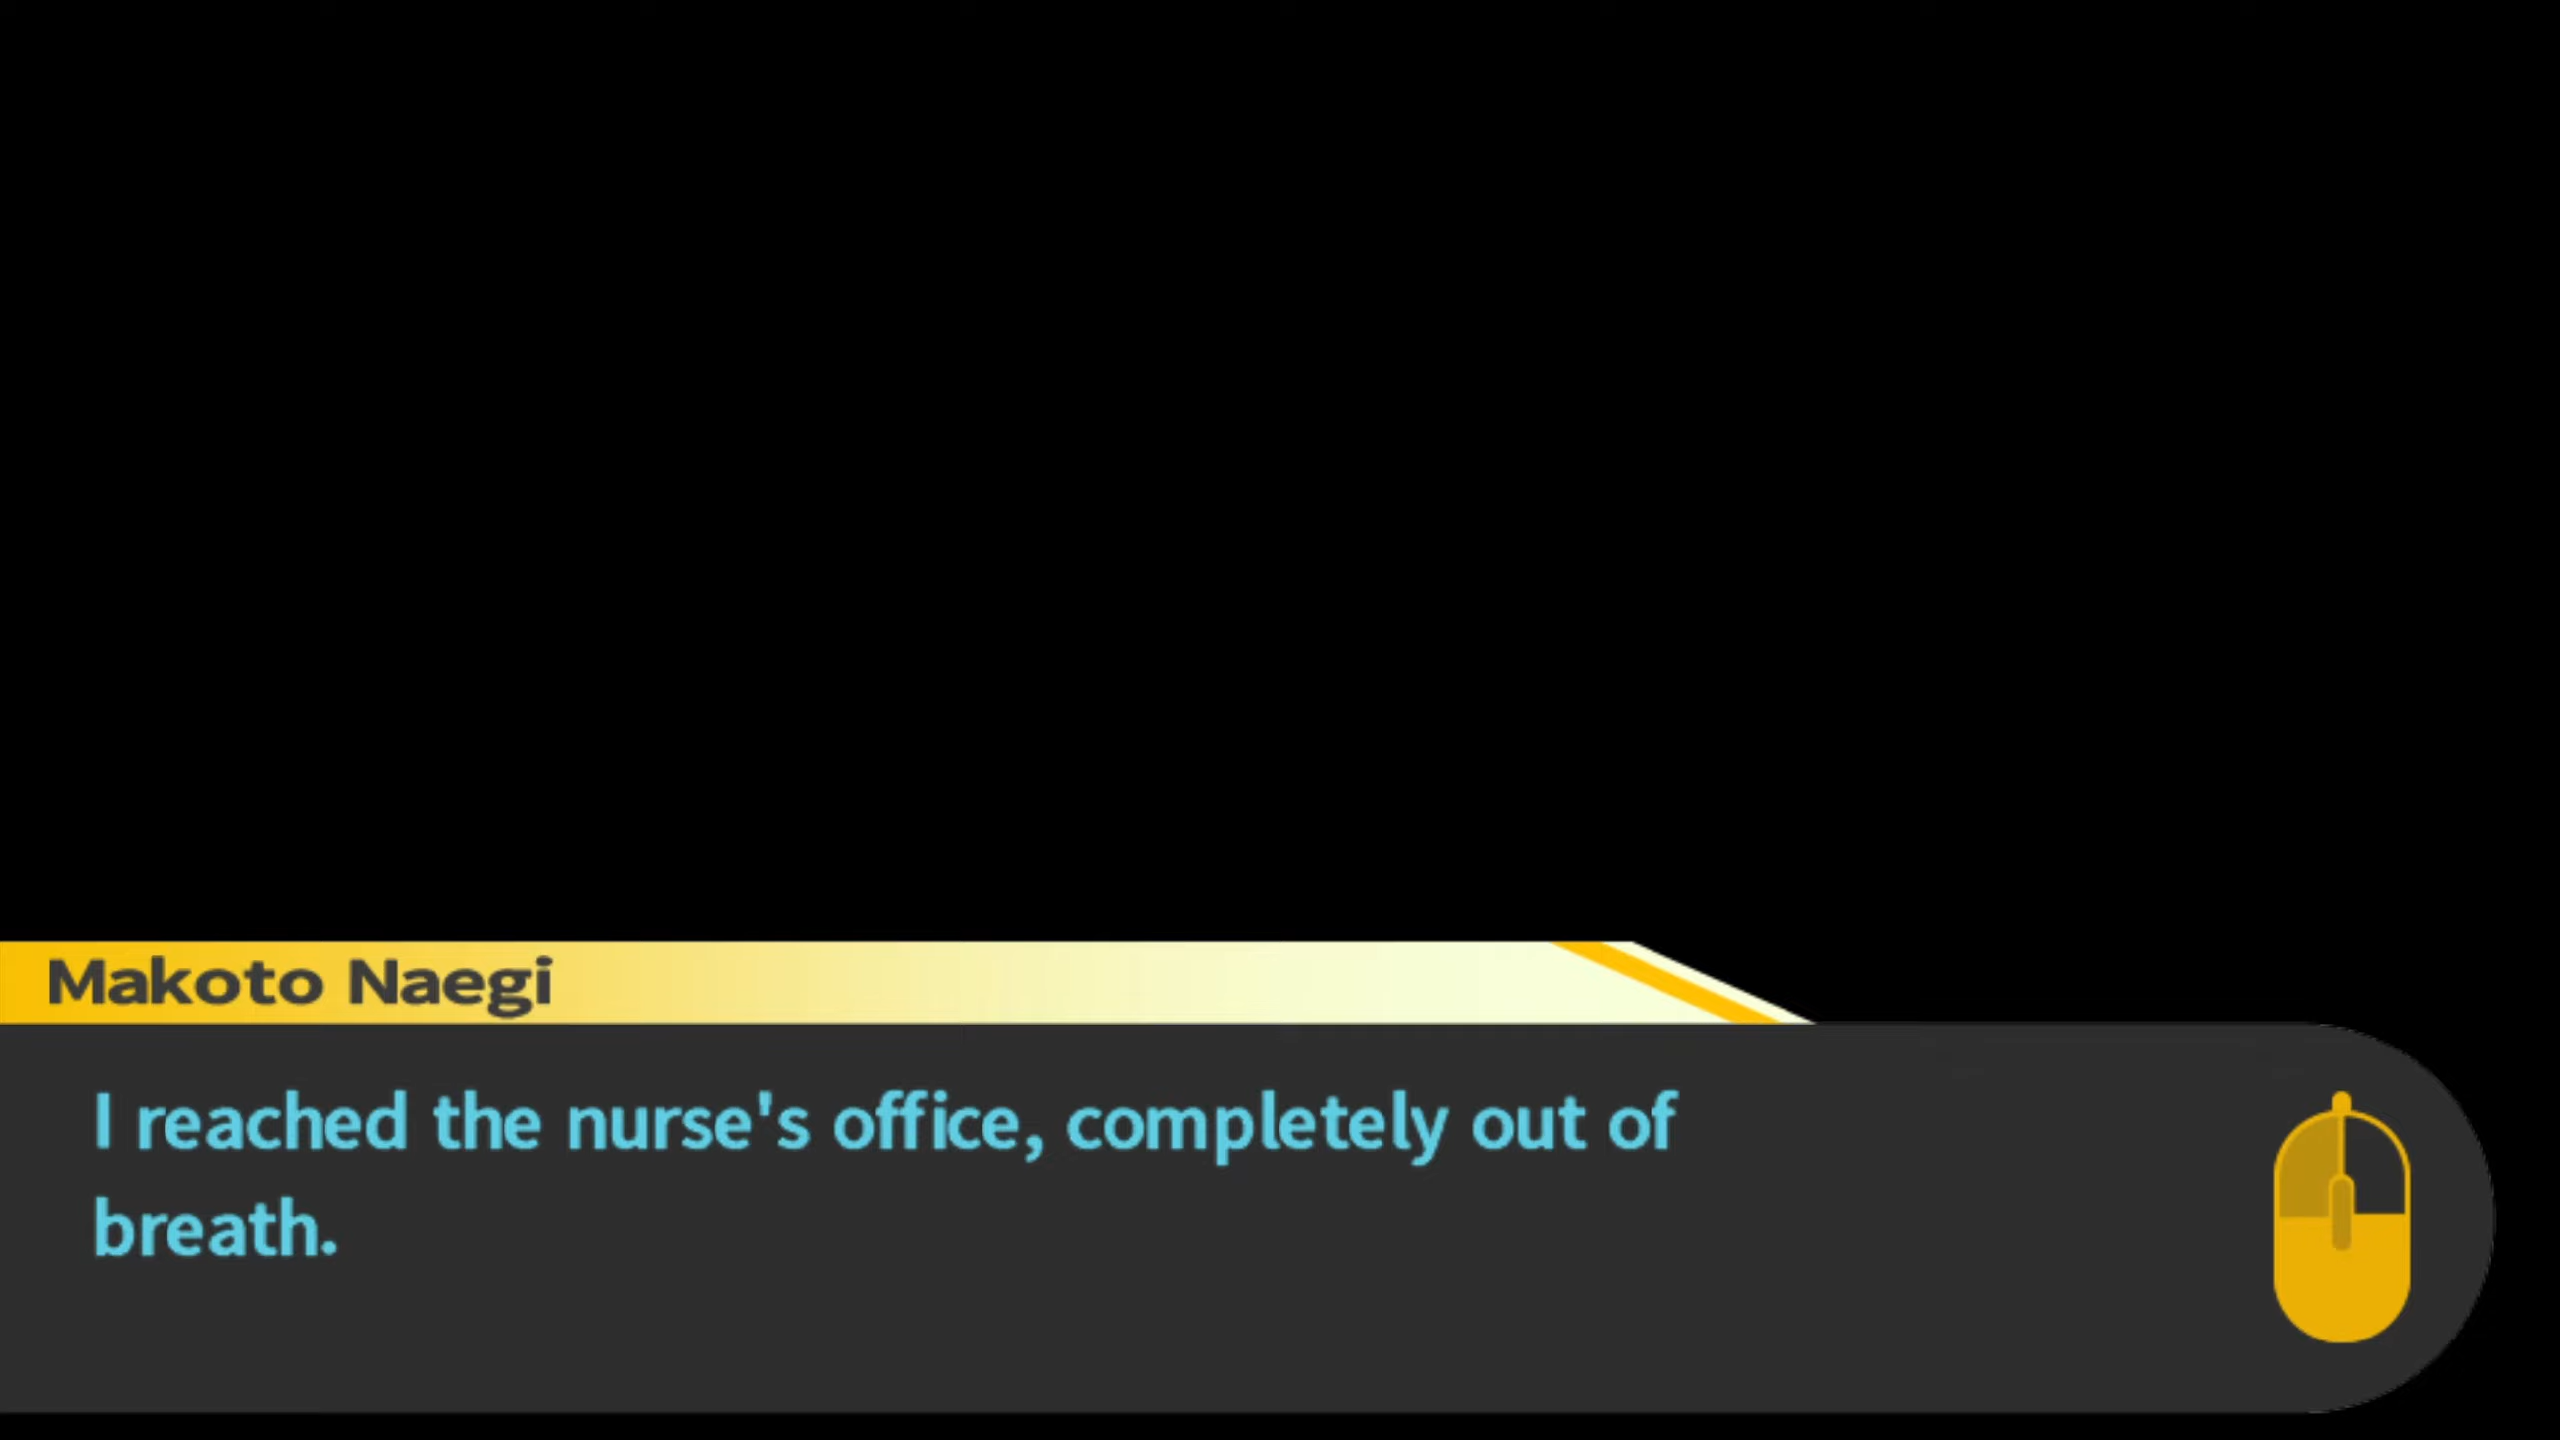 Makoto Naegi
I reached the nurse's office, completely out of
breath.